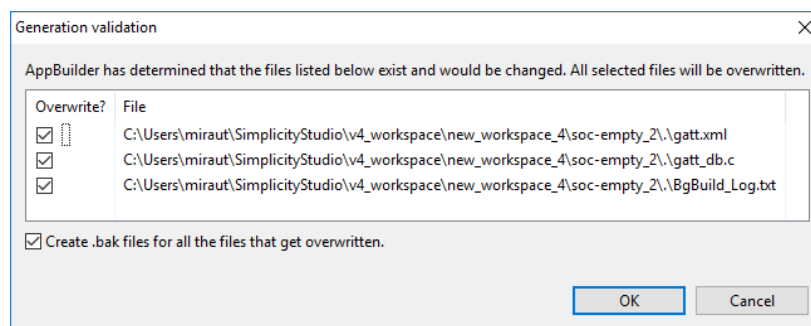 Generation validation
AppBuilder has determined that the files listed below exist and would be changed. All selected files will be overwritten.
Overwrite? File
C:\Users\miraut\SimplicityStudio\v4_workspace\new_workspace_4\soc-empty_2\.\gatt.xml
C:\Users\miraut\SimplicityStudio\v4_workspace\new_workspace_4\soc-empty_2\.\gatt_db.c
C:\Users\miraut\SimplicityStudio\v4_workspace\new_workspace_4\soc-empty_2\.\BgBuild_Log.txt
Create .bak files for all the files that get overwritten.
OK Cancel